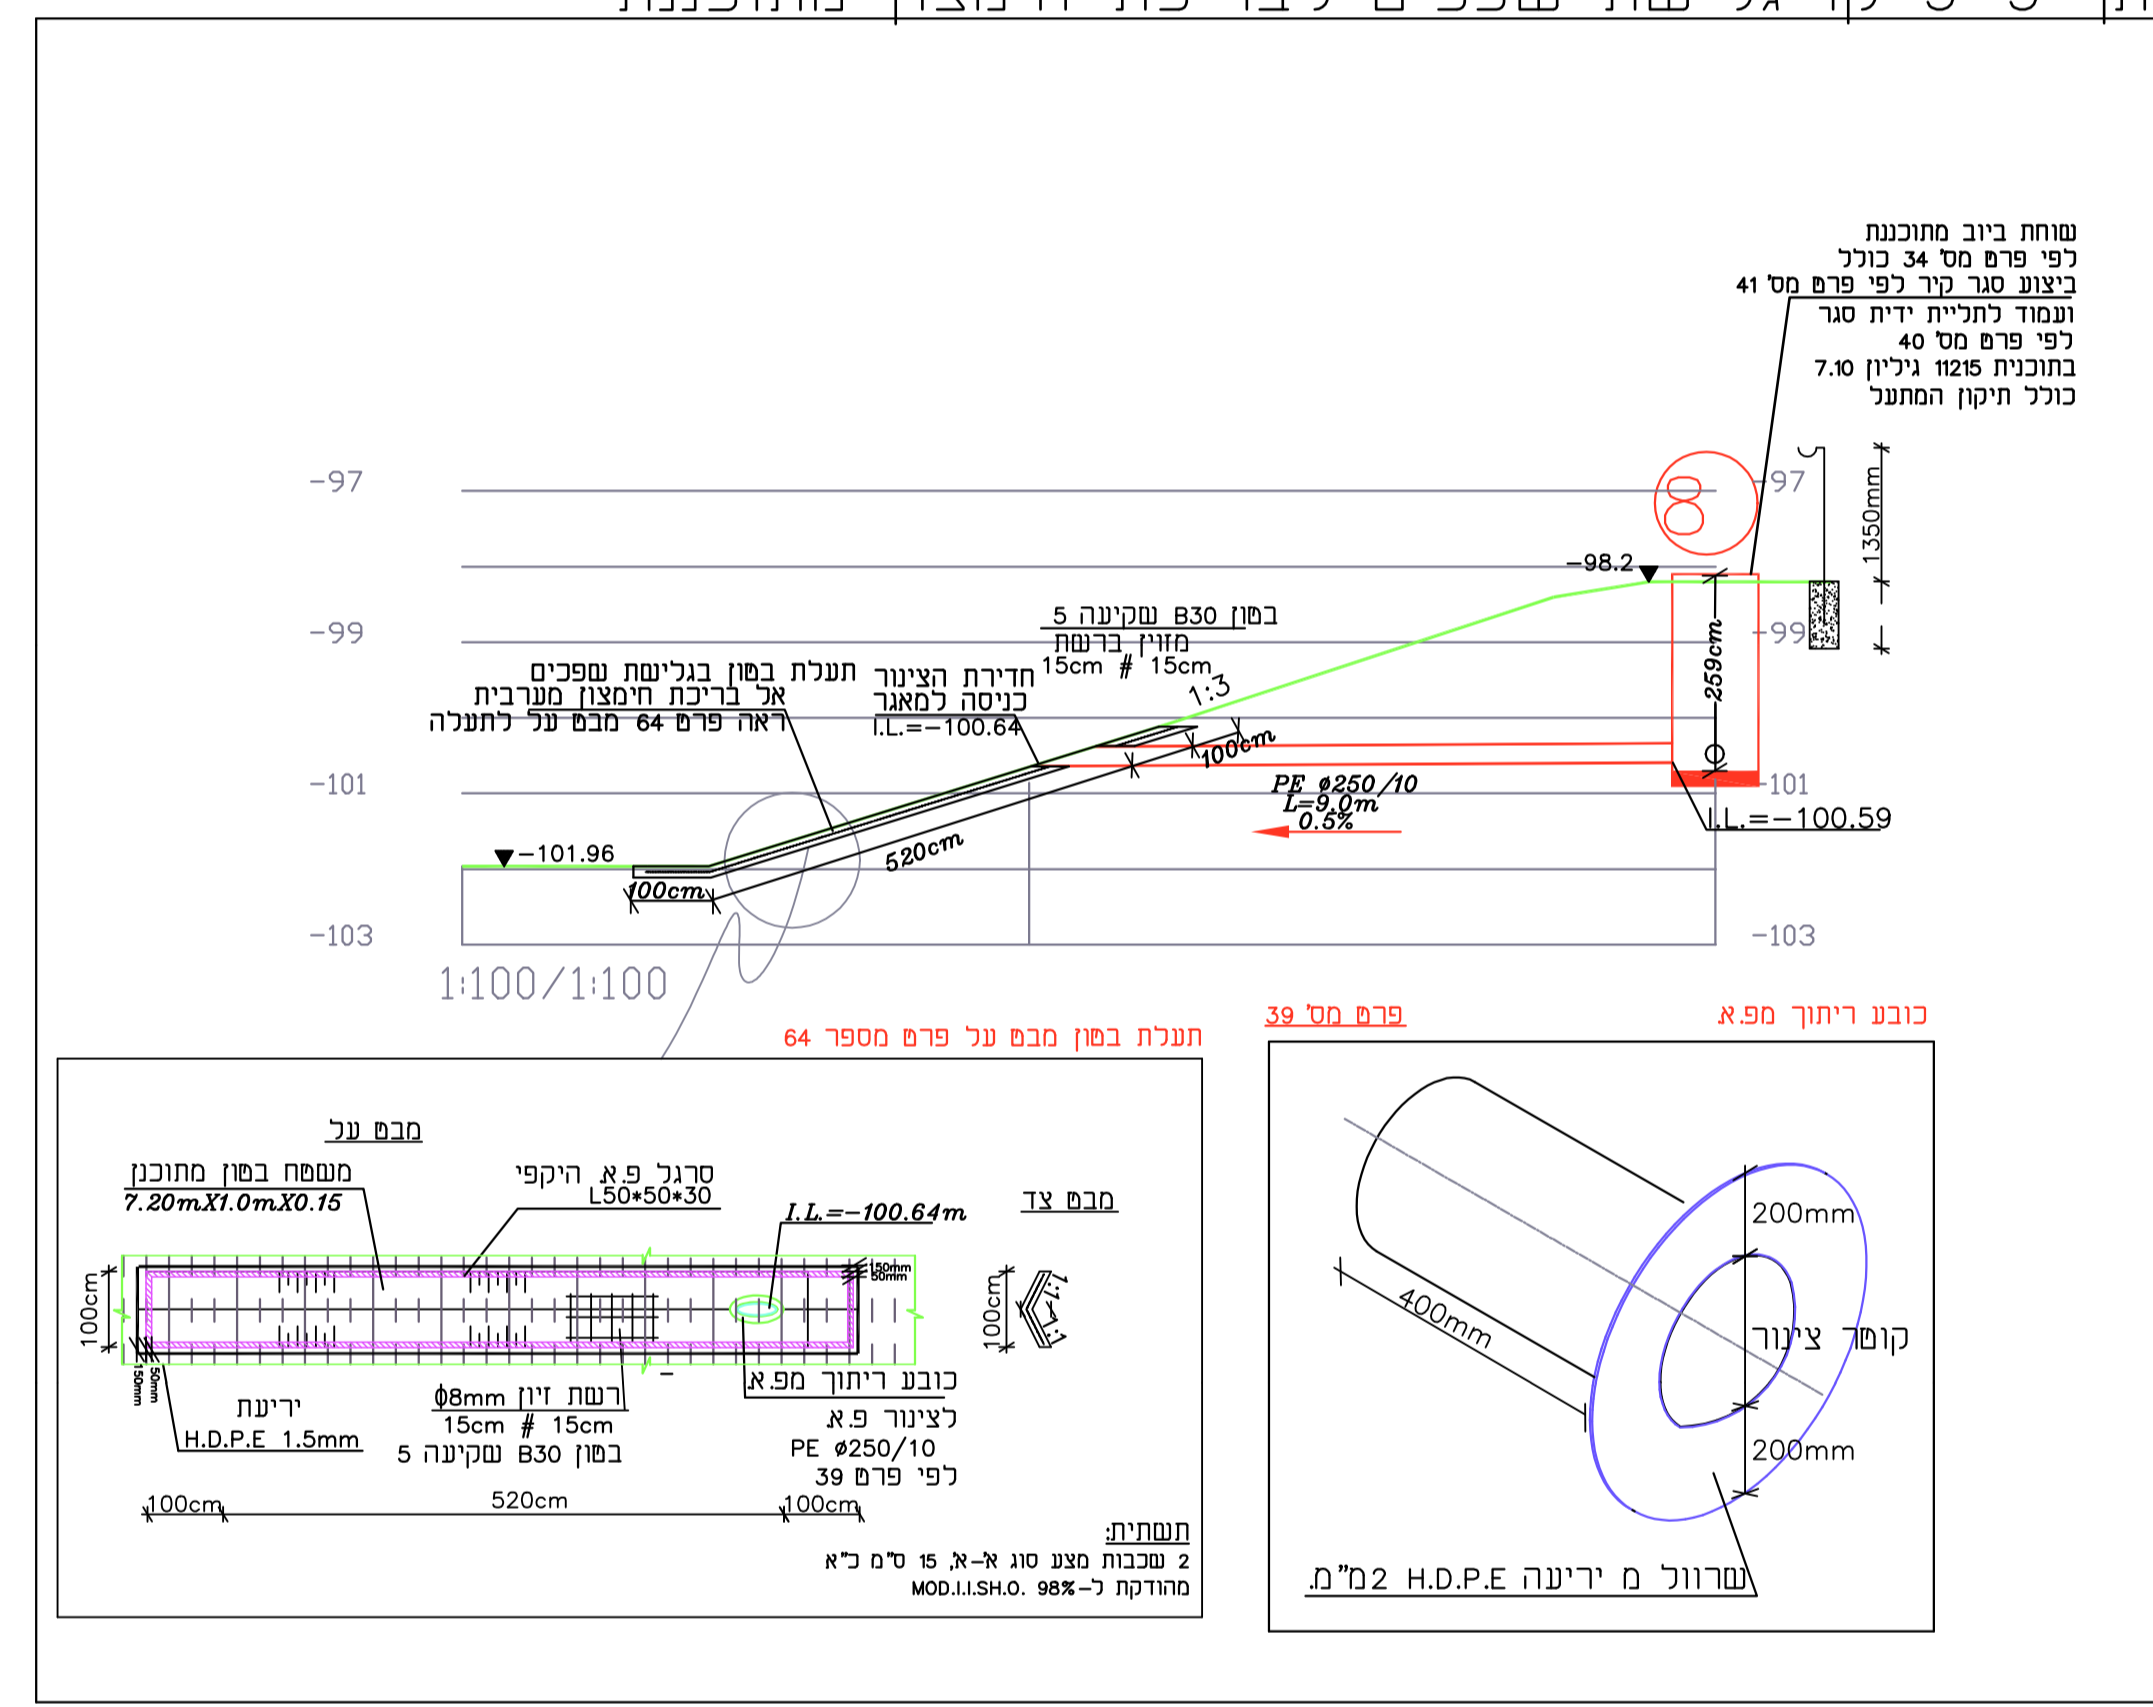 שוחת ביוב מתוכננת
לפי פרט מס' 34 כולל
ביצוע סגר קיר לפי פרט מס' 41
ועמוד לתליית ידית סגר
לפי פרט מס' 40
בתוכנית 11215 גיליון 7.10
כולל תיקון המתעל
-97
-97
1350mm
8
-98.2
בטון B30 שקיעה 5
מזויין ברשת
15cm # 15cm
-99
-99
259cm
1:3
תעלת בטון בגלישת שפכים
אל בריכת חימצון מערבית
ראה פרט 64 מבט על לתעלה
חדירת הצינור
כניסה למאגר
I.L.=-100.64
100cm
PE ø250/10
L=9.0m
0.5%
-101
-101
I.L.=-100.59
-101.96
520cm
100cm
-103
-103
1:100/1:100
תעלת בטון מבט על פרט מספר 64
מבט על
משטח בטון מתוכנן
7.20mX1.0mX0.15
סרגל פ.א. היקפי
L50*50*30
I.L.=-100.64m
מבט צד
150mm
50mm
100cm
100cm
1:1
1:1
150mm
50mm
יריעת
H.D.P.E 1.5mm
רשת זיון ϕ8mm
15cm # 15cm
בטון B30 שקיעה 5
כובע ריתוך מפ.א.
לצינור פ.א.
PE ø250/10
לפי פרט 39
100cm
520cm
100cm
תשתית:
2 שכבות מצע סוג א'-א', 15 ס"מ כ"א
מהודקת ל-98% MOD.I.I.SH.O.
כובע ריתוך מפ.א.
פרט מס' 39
200mm
400mm
קוטר צינור
200mm
שרוול מ יריעה H.D.P.E 2מ"מ.